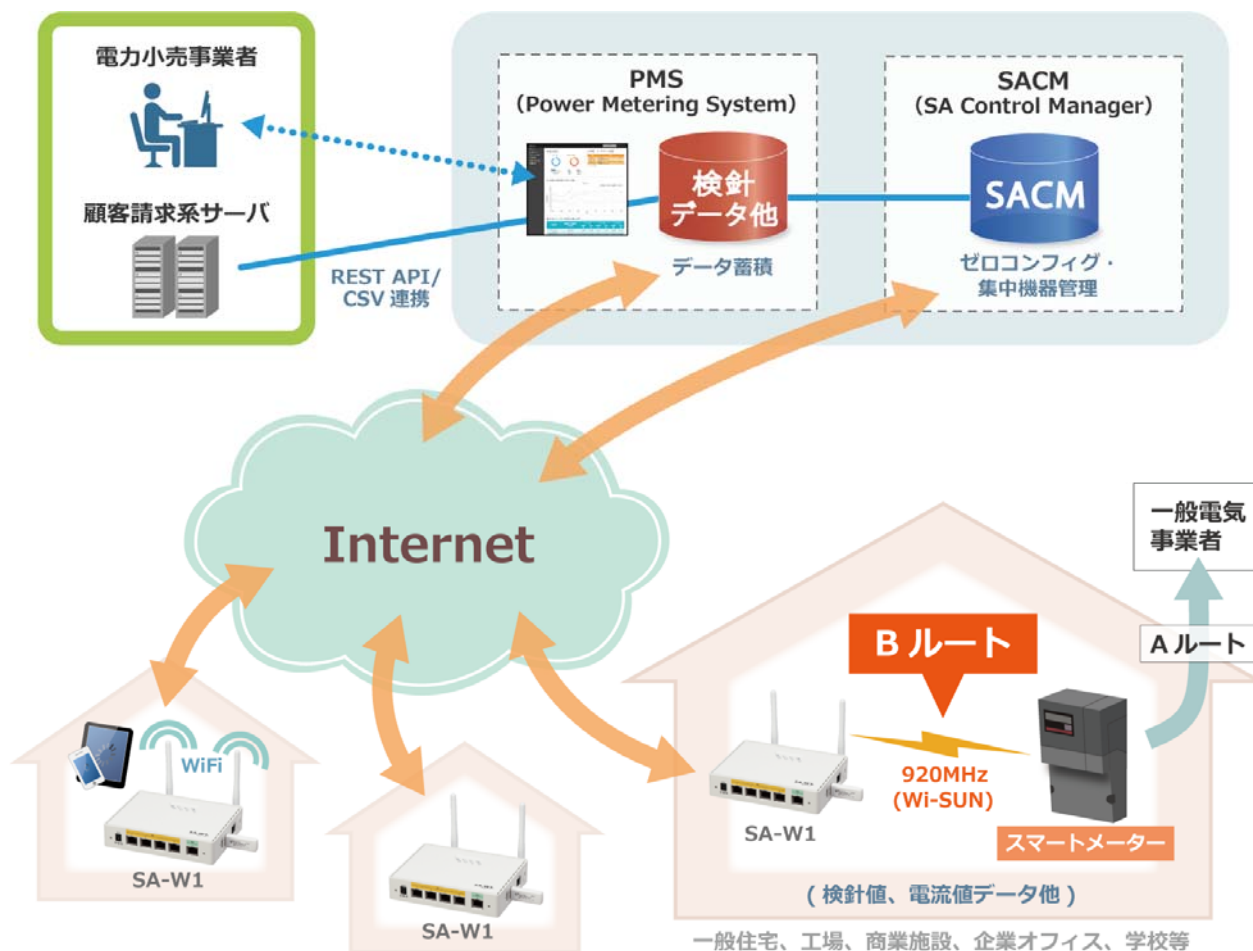 電力小売事業者
顧客請求系サーバ
REST API/
CSV 連携
PMS
（Power Metering System）
検針
データ他
データ蓄積
SACM
（SA Control Manager）
SACM
ゼロコンフィグ・
集中機器管理
Internet
一般電気
事業者
A ルート
B ルート
WiFi
SA-W1
SA-W1
SA-W1
920MHz
(Wi-SUN)
スマートメーター
( 検針値、電流値データ他 )
一般住宅、工場、商業施設、企業オフィス、学校等